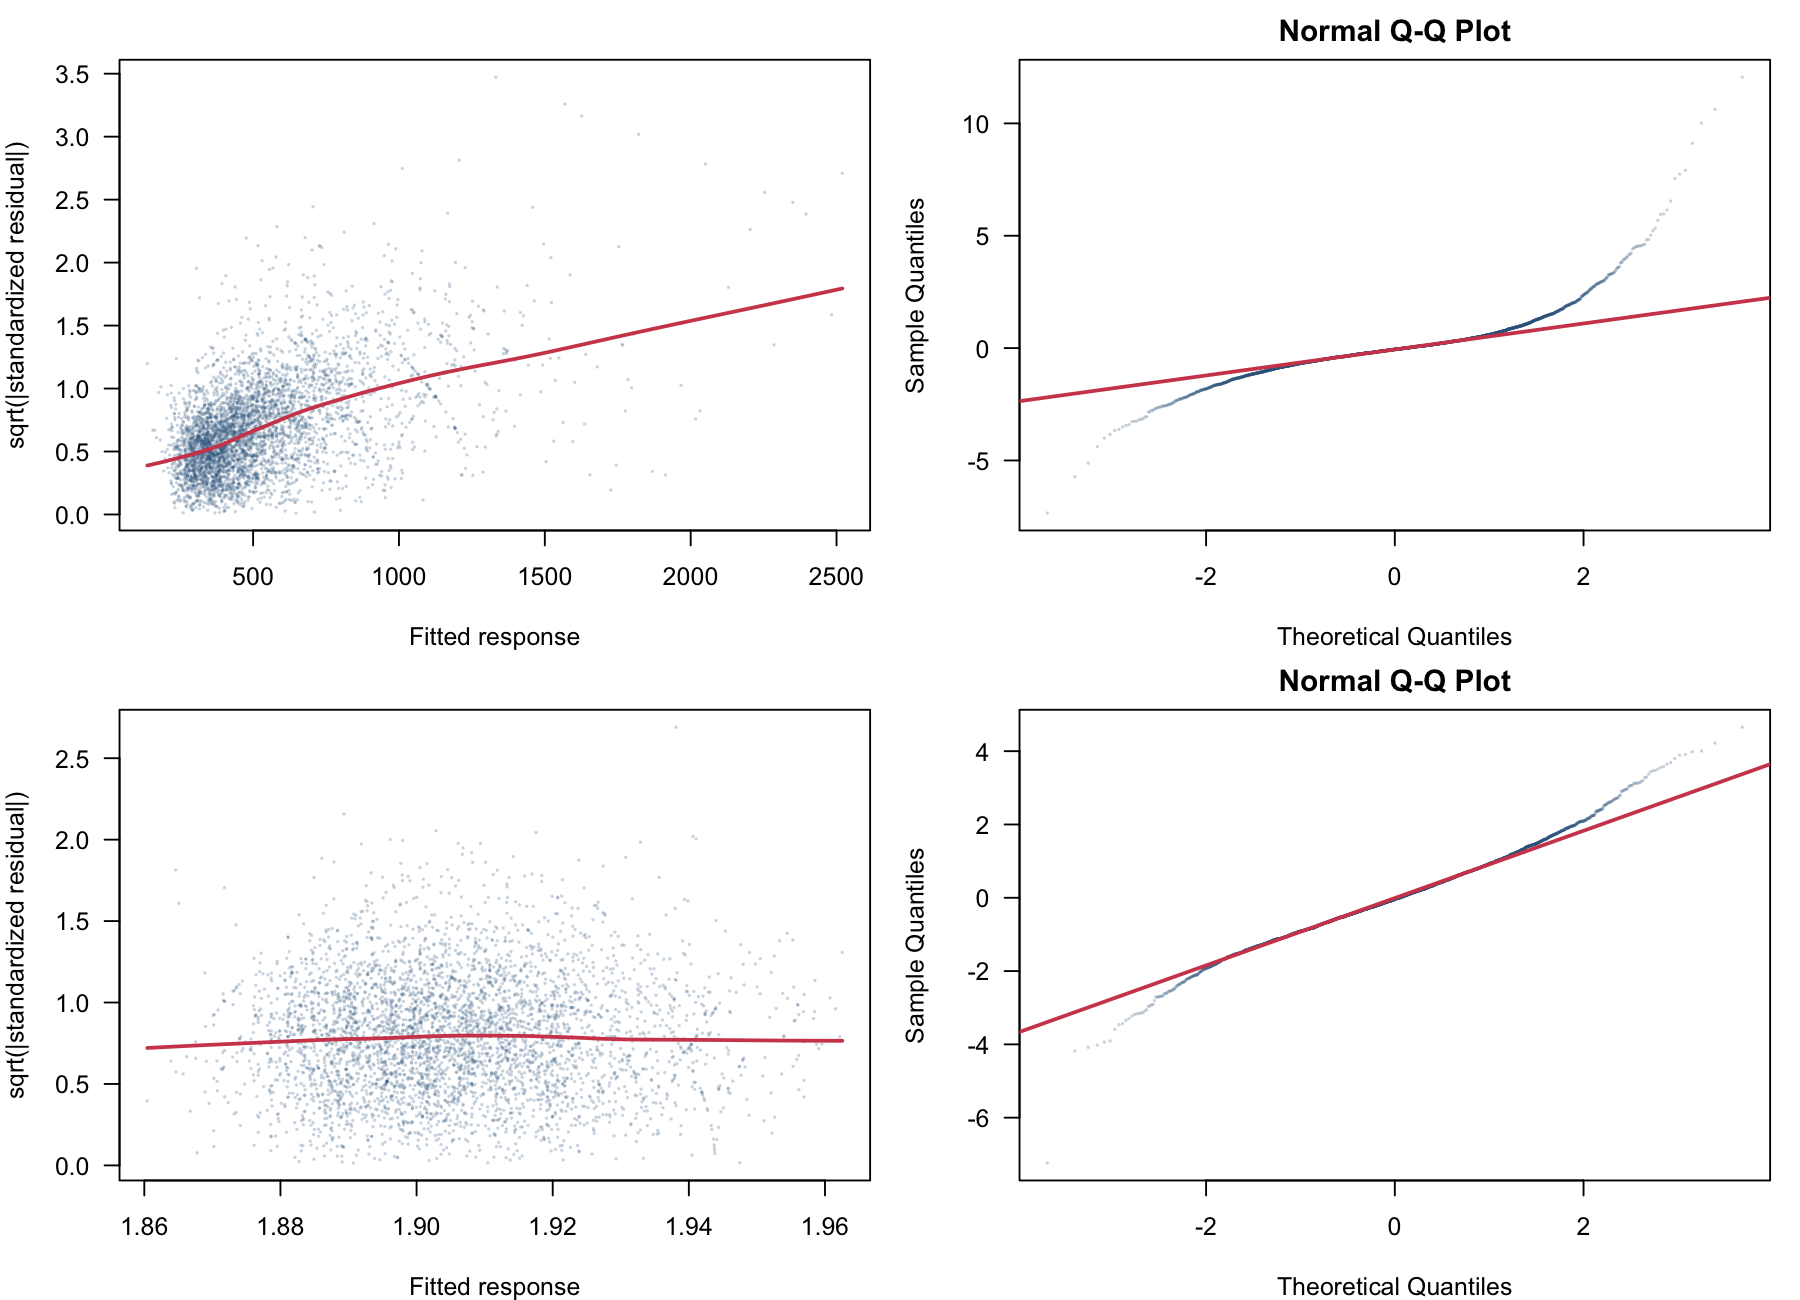 3.5
3.0
2.5
2.0
1.5
1.0
0.5
0.0
sqrt(|standardized residual|)
500 1000 1500 2000 2500
Fitted response
Normal Q-Q Plot
10
5
0
-5
Sample Quantiles
-2 0 2
Theoretical Quantiles
2.5
2.0
1.5
1.0
0.5
0.0
sqrt(|standardized residual|)
1.86 1.88 1.90 1.92 1.94 1.96
Fitted response
Normal Q-Q Plot
4
2
0
-2
-4
-6
Sample Quantiles
-2 0 2
Theoretical Quantiles